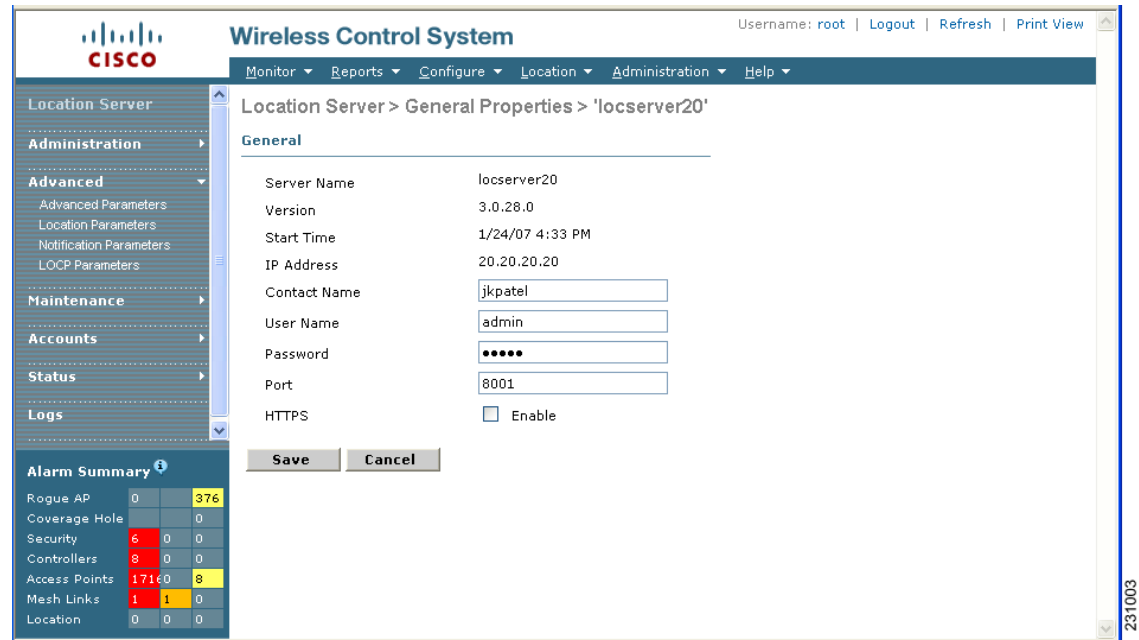 CISCO
Wireless Control System
Username: root | Logout | Refresh | Print View
Monitor Reports Configure Location Administration Help
Location Server
Administration
Advanced
Advanced Parameters
Location Parameters
Notification Parameters
LOCP Parameters
Maintenance
Accounts
Status
Logs
Location Server > General Properties > 'locserver20'
General
Server Name locserver20
Version 3.0.28.0
Start Time 1/24/07 4:33 PM
IP Address 20.20.20.20
Contact Name jkpatel
User Name admin
Password •••••
Port 8001
HTTPS Enable
Save Cancel
Alarm Summary
Rogue AP 0 376
Coverage Hole 0
Security 6 0 0
Controllers 8 0 0
Access Points 0 8
Mesh Links 1 1 0
Location 0 0 0
231003